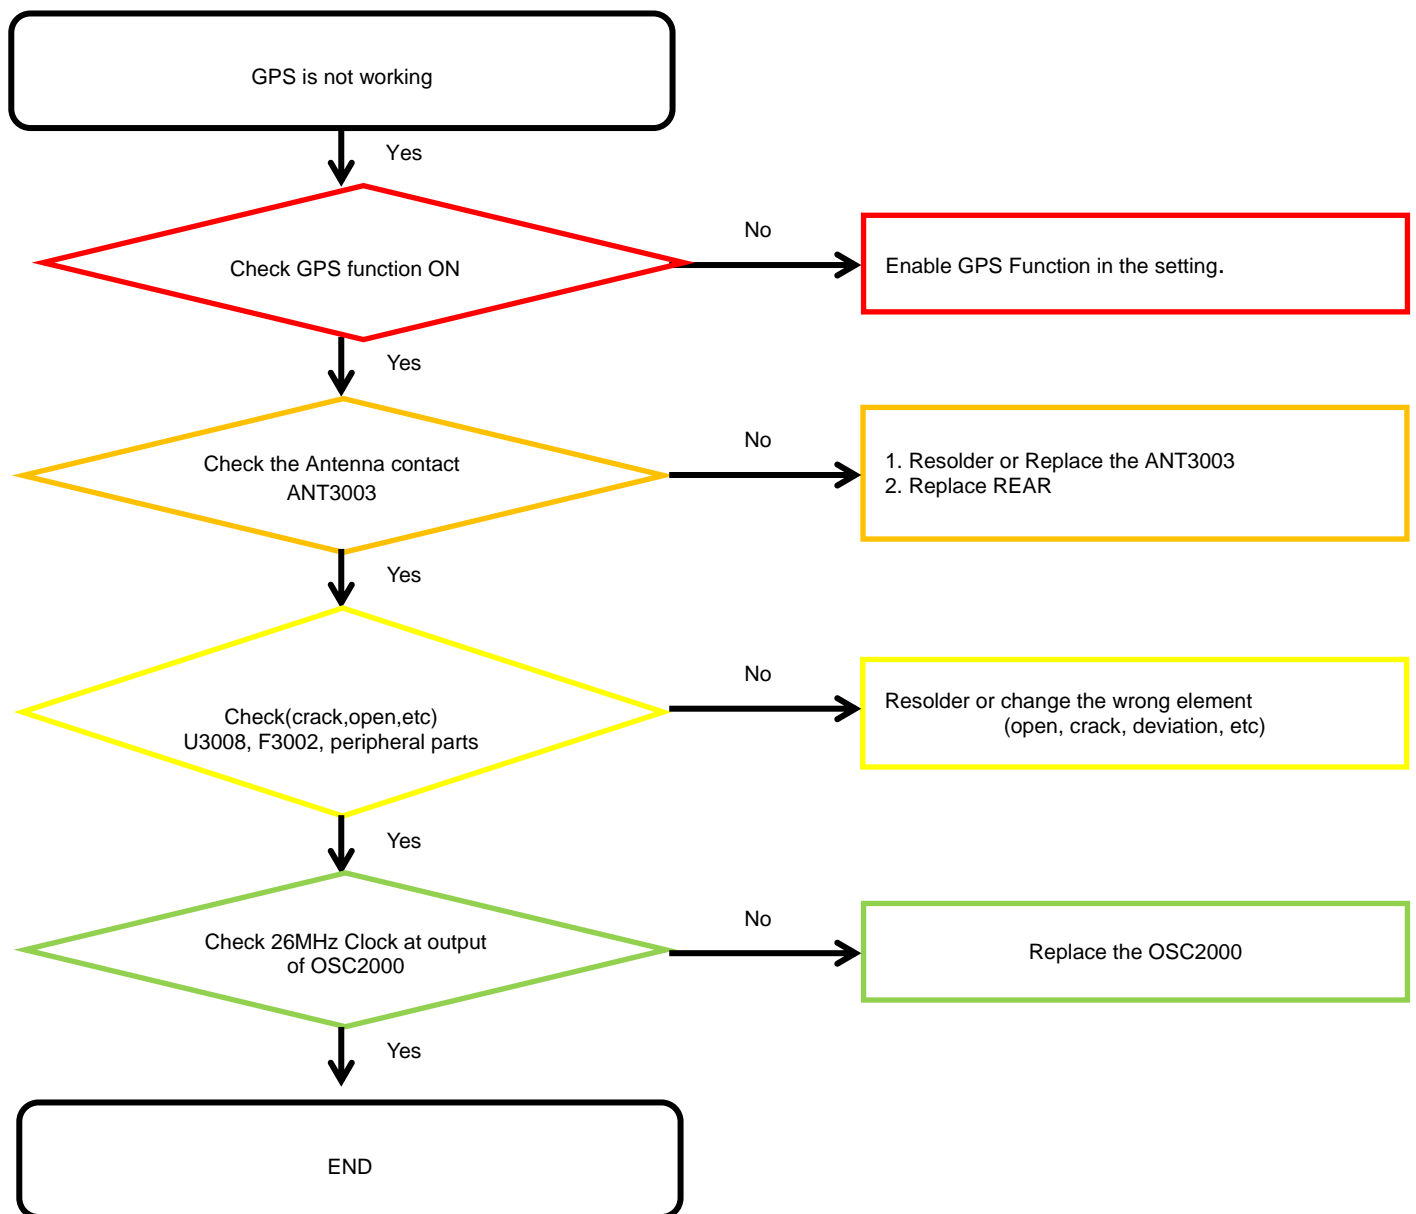 GPS is not working
Yes
Check GPS function ON
No
Enable GPS Function in the setting.
Yes
Check the Antenna contact
ANT3003
No
1. Resolder or Replace the ANT3003
2. Replace REAR
Yes
Check(crack,open,etc)
U3008, F3002, peripheral parts
No
Resolder or change the wrong element
(open, crack, deviation, etc)
Yes
Check 26MHz Clock at output
of OSC2000
No
Replace the OSC2000
Yes
END